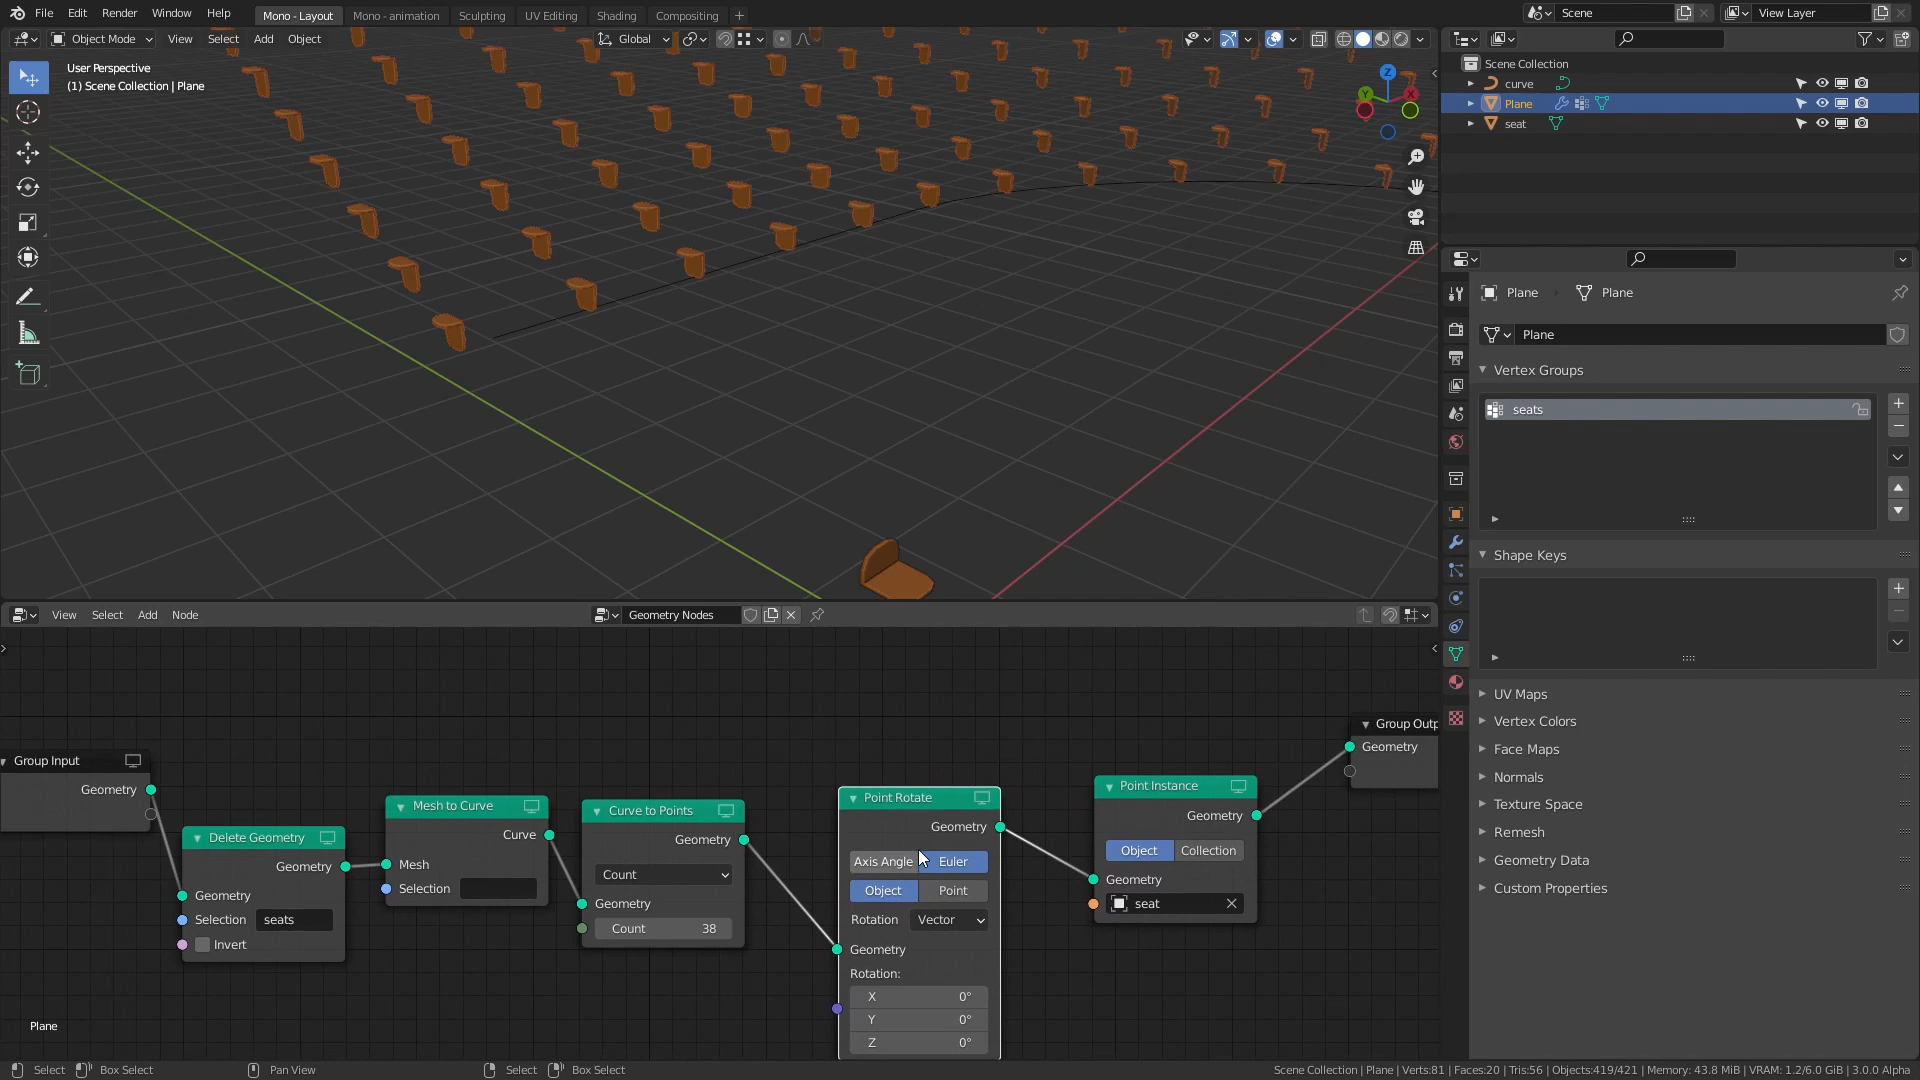 File Edit Render Window Help Mono - Layout Mono - animation Sculpting UV Editing Shading Compositing + Scene View Layer
Object Mode View Select Add Object Global
User Perspective
(1) Scene Collection | Plane
Z
Y X
Scene Collection
curve
Plane
seat
Plane Plane
Plane
Vertex Groups
seats
Shape Keys
UV Maps
Vertex Colors
Face Maps
Normals
Texture Space
Remesh
Geometry Data
Custom Properties
View Select Add Node Geometry Nodes
Group Input
Geometry
Delete Geometry
Geometry
Geometry
Selection seats
Invert
Mesh to Curve
Curve
Mesh
Selection
Curve to Points
Geometry
Count
Geometry
Count 38
Point Rotate
Geometry
Axis Angle Euler
Object Point
Rotation Vector
Geometry
Rotation:
X 0°
Y 0°
Z 0°
Point Instance
Geometry
Object Collection
Geometry
seat
Group Outp
Geometry
Plane
Select Box Select Pan View Select Box Select Scene Collection | Plane | Verts:81 | Faces:20 | Tris:56 | Objects:419/421 | Memory: 43.8 MiB | VRAM: 1.2/6.0 GiB | 3.0.0 Alpha